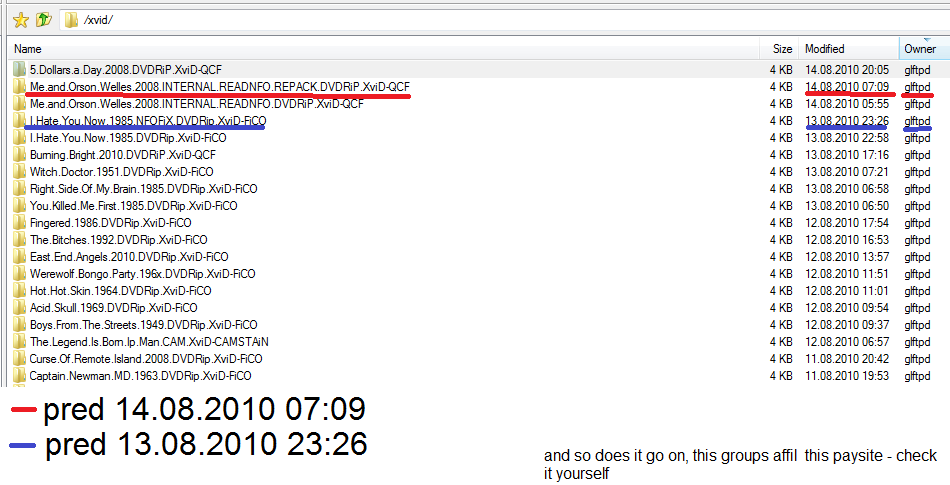 /xvid/
Name Size Modified Owner
5.Dollars.a.Day.2008.DVDRiP.XviD-QCF 4 KB 14.08.2010 20:05 glftpd
Me.and.Orson.Welles.2008.INTERNAL.READNFO.REPACK.DVDRiP.XviD-QCF 4 KB 14.08.2010 07:09 glftpd
Me.and.Orson.Welles.2008.INTERNAL.READNFO.DVDRiP.XviD-QCF 4 KB 14.08.2010 05:55 glftpd
I.Hate.You.Now.1985.NFOFiX.DVDRip.XviD-FiCO 4 KB 13.08.2010 23:26 glftpd
I.Hate.You.Now.1985.DVDRip.XviD-FiCO 4 KB 13.08.2010 22:58 glftpd
Burning.Bright.2010.DVDRiP.XviD-QCF 4 KB 13.08.2010 17:16 glftpd
Witch.Doctor.1951.DVDRip.XviD-FiCO 4 KB 13.08.2010 07:21 glftpd
Right.Side.Of.My.Brain.1985.DVDRip.XviD-FiCO 4 KB 13.08.2010 06:58 glftpd
You.Killed.Me.First.1985.DVDRip.XviD-FiCO 4 KB 13.08.2010 06:50 glftpd
Fingered.1986.DVDRip.XviD-FiCO 4 KB 12.08.2010 17:54 glftpd
The.Bitches.1992.DVDRip.XviD-FiCO 4 KB 12.08.2010 16:53 glftpd
East.End.Angels.2010.DVDRip.XviD-FiCO 4 KB 12.08.2010 13:57 glftpd
Werewolf.Bongo.Party.196x.DVDRip.XviD-FiCO 4 KB 12.08.2010 11:51 glftpd
Hot.Hot.Skin.1964.DVDRip.XviD-FiCO 4 KB 12.08.2010 11:01 glftpd
Acid.Skull.1969.DVDRip.XviD-FiCO 4 KB 12.08.2010 09:54 glftpd
Boys.From.The.Streets.1949.DVDRip.XviD-FiCO 4 KB 12.08.2010 09:37 glftpd
The.Legend.Is.Born.Ip.Man.CAM.XviD-CAMSTAiN 4 KB 12.08.2010 06:57 glftpd
Curse.Of.Remote.Island.2008.DVDRip.XviD-FiCO 4 KB 11.08.2010 20:42 glftpd
Captain.Newman.MD.1963.DVDRip.XviD-FiCO 4 KB 11.08.2010 19:53 glftpd
pred 14.08.2010 07:09
pred 13.08.2010 23:26
and so does it go on, this groups affil this paysite - check
it yourself